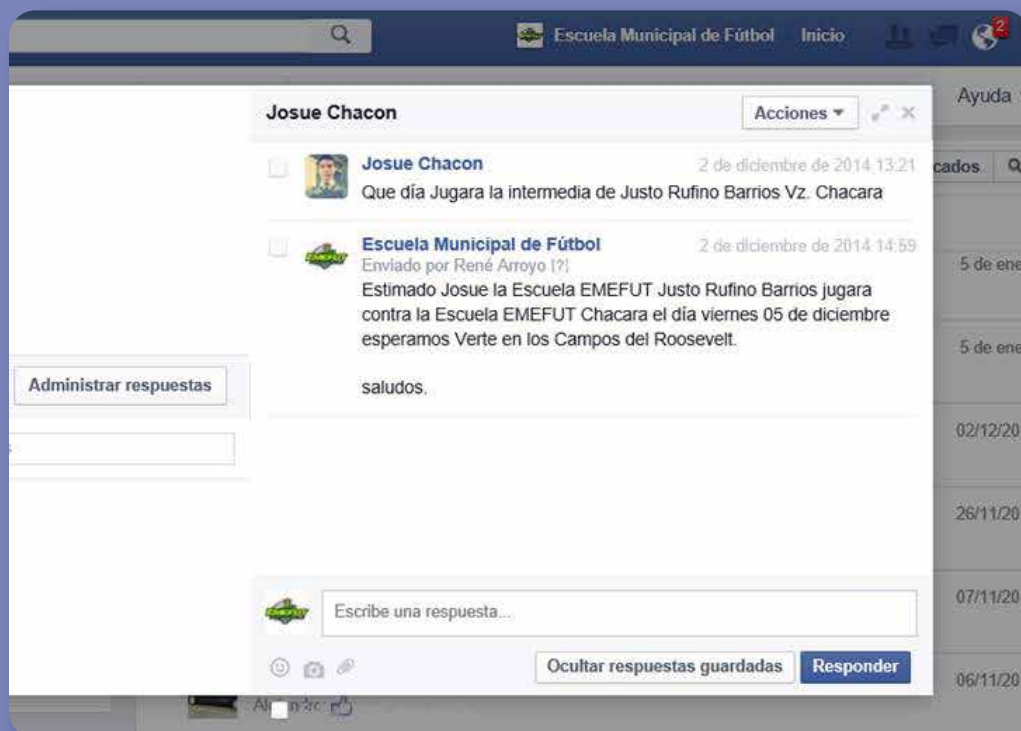 Escuela Municipal de Fútbol Inicio 2
Ayuda
Josue Chacon Acciones
cados
Josue Chacon 2 de diciembre de 2014 13:21
Que día Jugara la intermedia de Justo Rufino Barrios Vz. Chacara
Escuela Municipal de Fútbol 2 de diciembre de 2014 14:59
Enviado por René Arroyo [?]
5 de ene
Estimado Josue la Escuela EMEFUT Justo Rufino Barrios jugara
contra la Escuela EMEFUT Chacara el día viernes 05 de diciembre
esperamos Verte en los Campos del Roosevelt.
5 de ene
saludos.
Administrar respuestas
02/12/20
s
26/11/20
EMEFUT
Escribe una respuesta...
07/11/20
Ocultar respuestas guardadas Responder
06/11/20